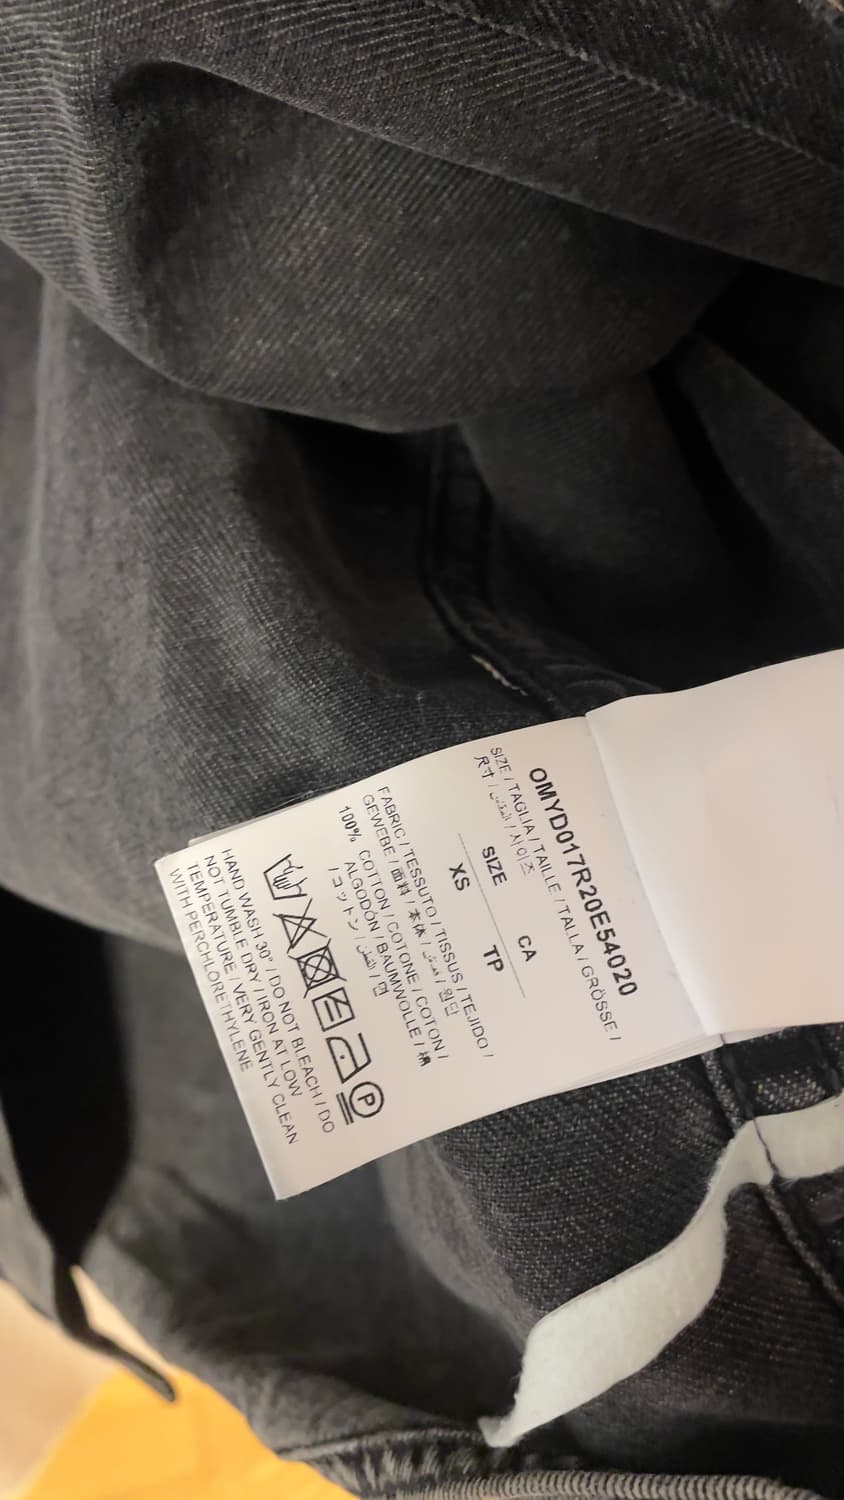 OMYD017R20E54020
SIZE / TAGLIA / TAILLE / TALLA / GRÖSSE /
尺寸 / المقاس / 사이즈
SIZE CA
XS TP
FABRIC / TESSUTO / TISSUS / TEJIDO /
GEWEBE / 面料 / 本体 / 원단
100% COTTON / COTONE / COTON /
ALGODÓN / BAUMWOLLE / 棉
/ コットン / القطن / 면
P
HAND WASH 30° / DO NOT BLEACH / DO
NOT TUMBLE DRY / IRON AT LOW
TEMPERATURE / VERY GENTLY CLEAN
WITH PERCHLORETHYLENE